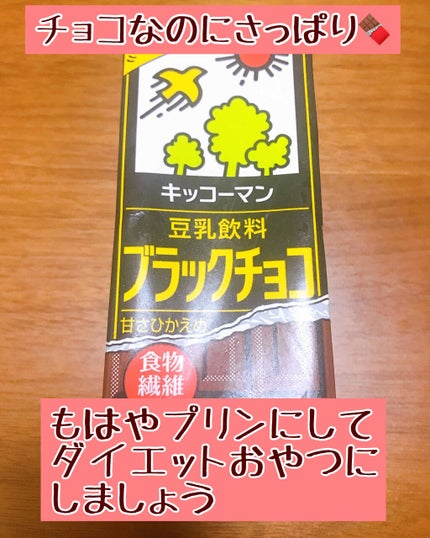 チョコなのにさっぱり🍫
キッコーマン
豆乳飲料
ブラックチョコ
甘さひかえめ
食物
繊維
もはやプリンにして
ダイエットおやつに
しましょう